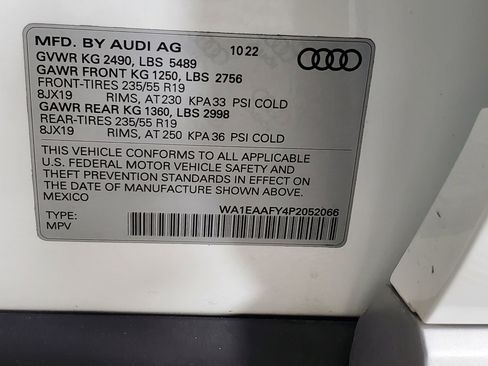 MFD. BY AUDI AG 10 22
GVWR KG 2490, LBS 5489
GAWR FRONT KG 1250, LBS 2756
FRONT-TIRES 235/55 R19
8JX19 RIMS, AT 230 KPA 33 PSI COLD
GAWR REAR KG 1360, LBS 2998
REAR-TIRES 235/55 R19
8JX19 RIMS, AT 250 KPA 36 PSI COLD
THIS VEHICLE CONFORMS TO ALL APPLICABLE
U.S. FEDERAL MOTOR VEHICLE SAFETY AND
THEFT PREVENTION STANDARDS IN EFFECT ON
THE DATE OF MANUFACTURE SHOWN ABOVE.
MEXICO
WA1EAAFY4P2052066
TYPE:
MPV